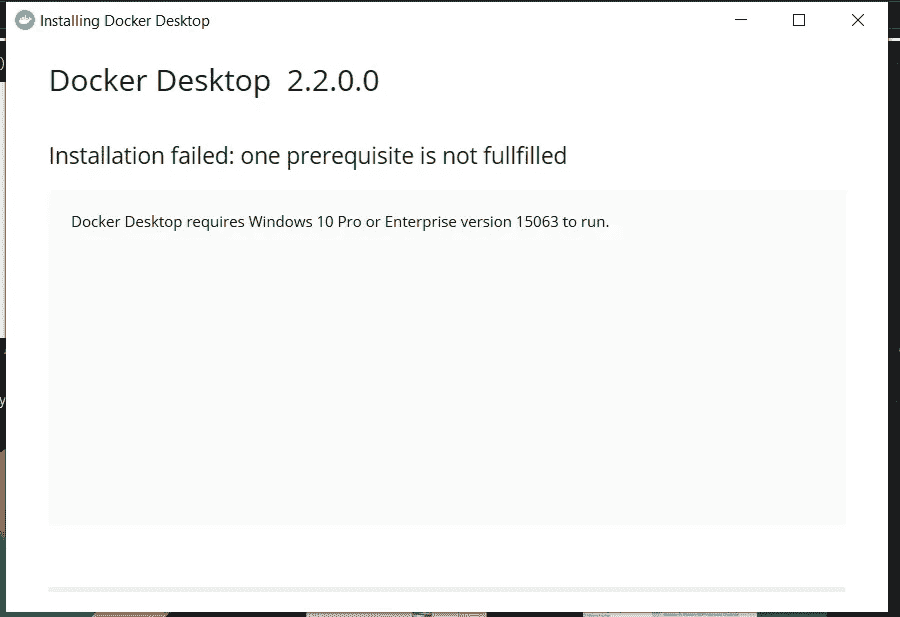 Installing Docker Desktop
Docker Desktop 2.2.0.0
Installation failed: one prerequisite is not fullfilled
Docker Desktop requires Windows 10 Pro or Enterprise version 15063 to run.
)
y